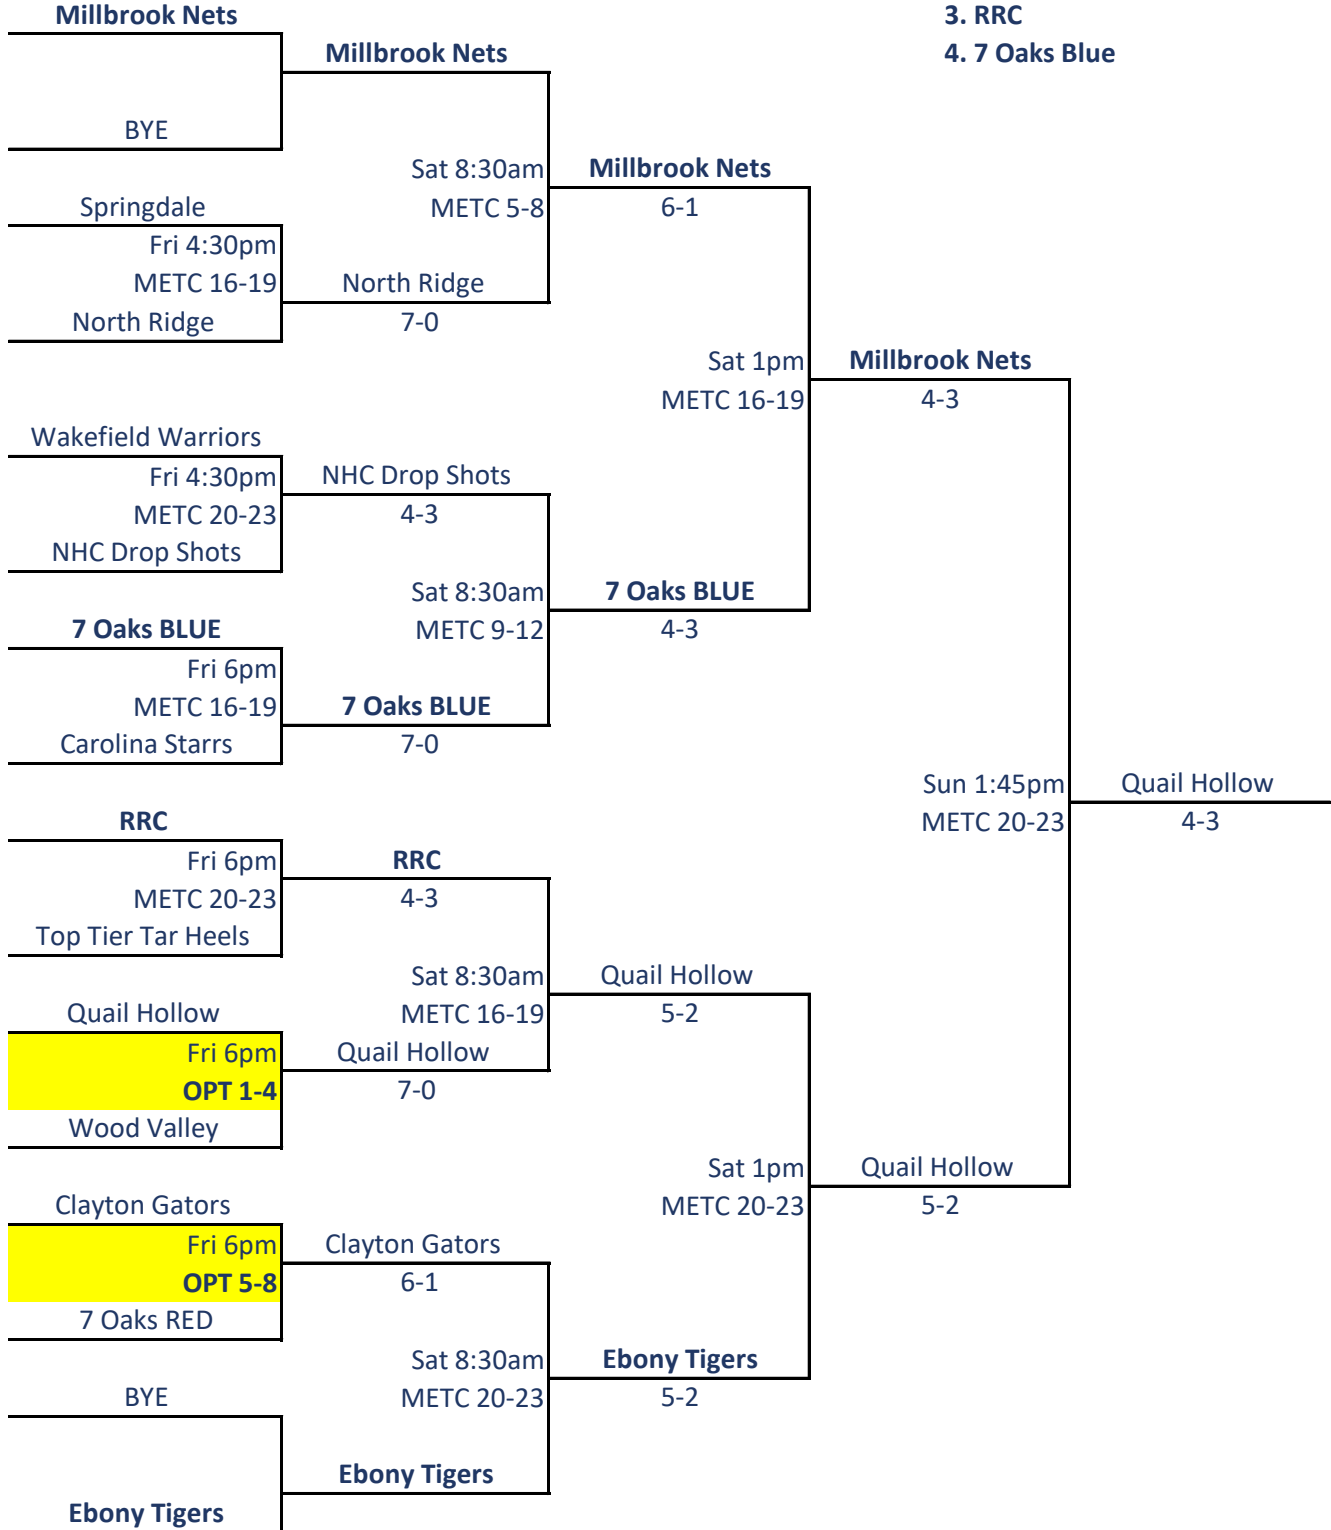 Millbrook Nets
3. RRC
Millbrook Nets
4. 7 Oaks Blue
BYE
Sat 8:30am
Millbrook Nets
METC 5-8
6-1
Springdale
Fri 4:30pm
METC 16-19
North Ridge
North Ridge
7-0
Sat 1pm
Millbrook Nets
METC 16-19
4-3
Wakefield Warriors
Fri 4:30pm
NHC Drop Shots
METC 20-23
4-3
NHC Drop Shots
Sat 8:30am
7 Oaks BLUE
METC 9-12
4-3
7 Oaks BLUE
Fri 6pm
METC 16-19
7 Oaks BLUE
Carolina Starrs
7-0
Sun 1:45pm
Quail Hollow
METC 20-23
4-3
RRC
Fri 6pm
RRC
METC 20-23
4-3
Top Tier Tar Heels
Sat 8:30am
Quail Hollow
METC 16-19
5-2
Quail Hollow
Fri 6pm
Quail Hollow
OPT 1-4
7-0
Wood Valley
Sat 1pm
Quail Hollow
METC 20-23
5-2
Clayton Gators
Fri 6pm
Clayton Gators
OPT 5-8
6-1
7 Oaks RED
Sat 8:30am
Ebony Tigers
METC 20-23
5-2
BYE
Ebony Tigers
Ebony Tigers